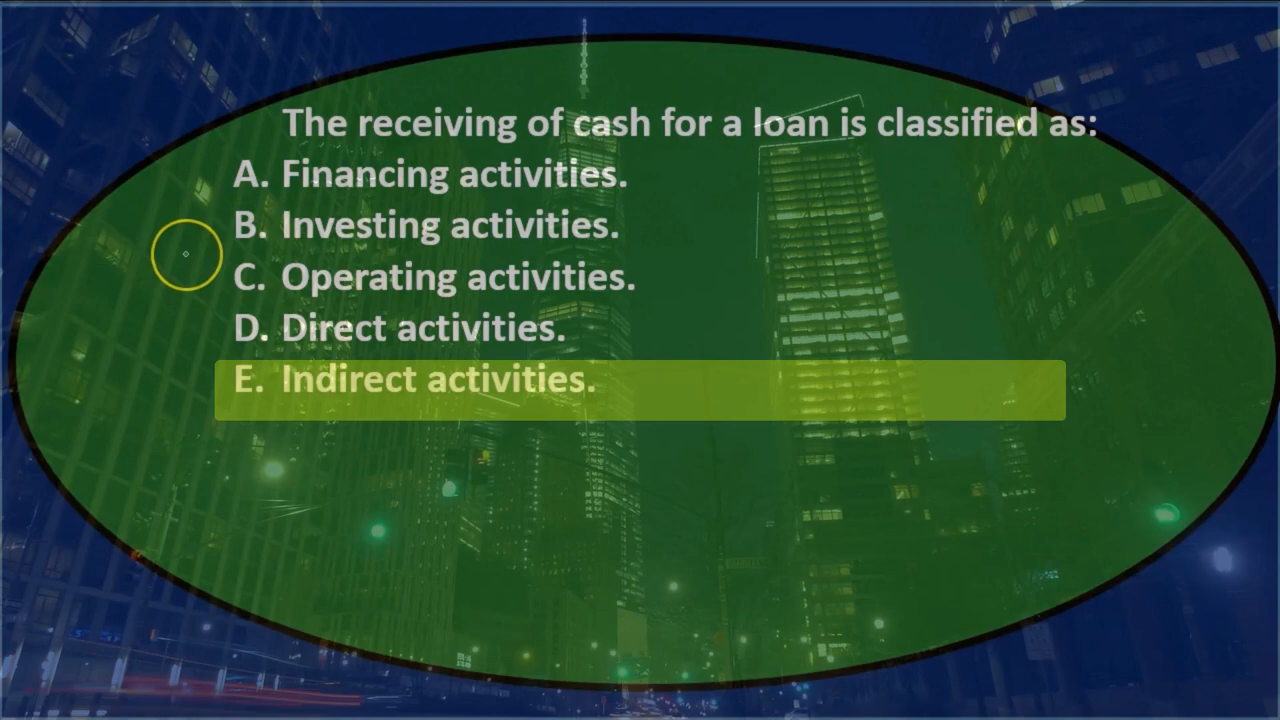 The receiving of cash for a loan is classified as:
A. Financing activities.
B. Investing activities.
C. Operating activities.
D. Direct activities.
E. Indirect activities.